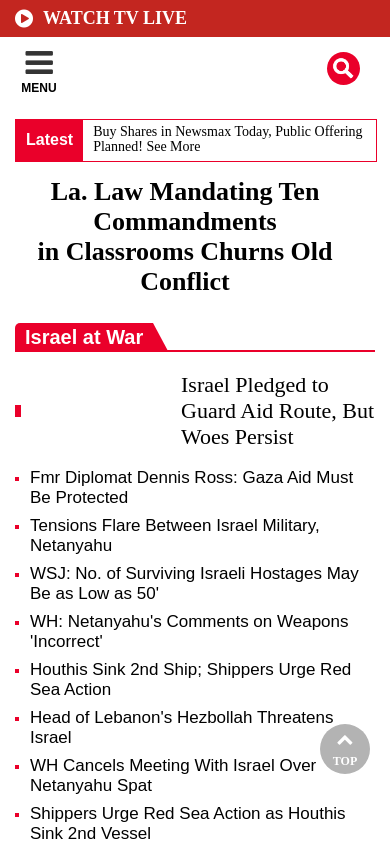 WATCH TV LIVE
MENU
Latest
Buy Shares in Newsmax Today, Public Offering
Planned! See More
La. Law Mandating Ten
Commandments
in Classrooms Churns Old
Conflict
Israel at War
Israel Pledged to
Guard Aid Route, But
Woes Persist
Fmr Diplomat Dennis Ross: Gaza Aid Must
Be Protected
Tensions Flare Between Israel Military,
Netanyahu
WSJ: No. of Surviving Israeli Hostages May
Be as Low as 50'
WH: Netanyahu's Comments on Weapons
'Incorrect'
Houthis Sink 2nd Ship; Shippers Urge Red
Sea Action
Head of Lebanon's Hezbollah Threatens
Israel
WH Cancels Meeting With Israel Over
Netanyahu Spat
TOP
Shippers Urge Red Sea Action as Houthis
Sink 2nd Vessel